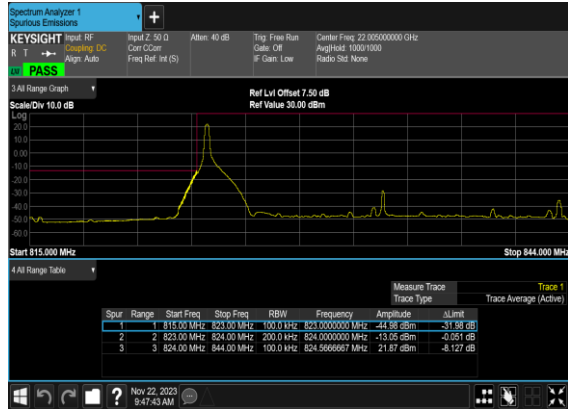 Spectrum Analyzer 1
Spurious Emissions
KEYSIGHT
R T
LW PASS
Input: RF
Coupling: DC
Align: Auto
Input Z: 50 Ω
Corr CCorr
Freq Ref: Int (S)
Atten: 40 dB
Trig: Free Run
Gate: Off
IF Gain: Low
Center Freq: 22.005000000 GHz
Avg|Hold: 1000/1000
Radio Std: None
3 All Range Graph
Scale/Div 10.0 dB
Ref Lvl Offset 7.50 dB
Ref Value 30.00 dBm
Log
20.0
10.0
0.00
-10.0
-20.0
-30.0
-40.0
-50.0
-60.0
Start 815.000 MHz
Stop 844.000 MHz
4 All Range Table
Measure Trace Trace 1
Trace Type Trace Average (Active)
Spur Range Start Freq Stop Freq RBW Frequency Amplitude ΔLimit
1 1 815.00 MHz 823.00 MHz 100.0 kHz 823.0000000 MHz -44.98 dBm -31.98 dB
2 2 823.00 MHz 824.00 MHz 200.0 kHz 824.0000000 MHz -13.05 dBm -0.051 dB
3 3 824.00 MHz 844.00 MHz 100.0 kHz 824.5666667 MHz 21.87 dBm -8.127 dB
?
Nov 22, 2023
9:47:43 AM